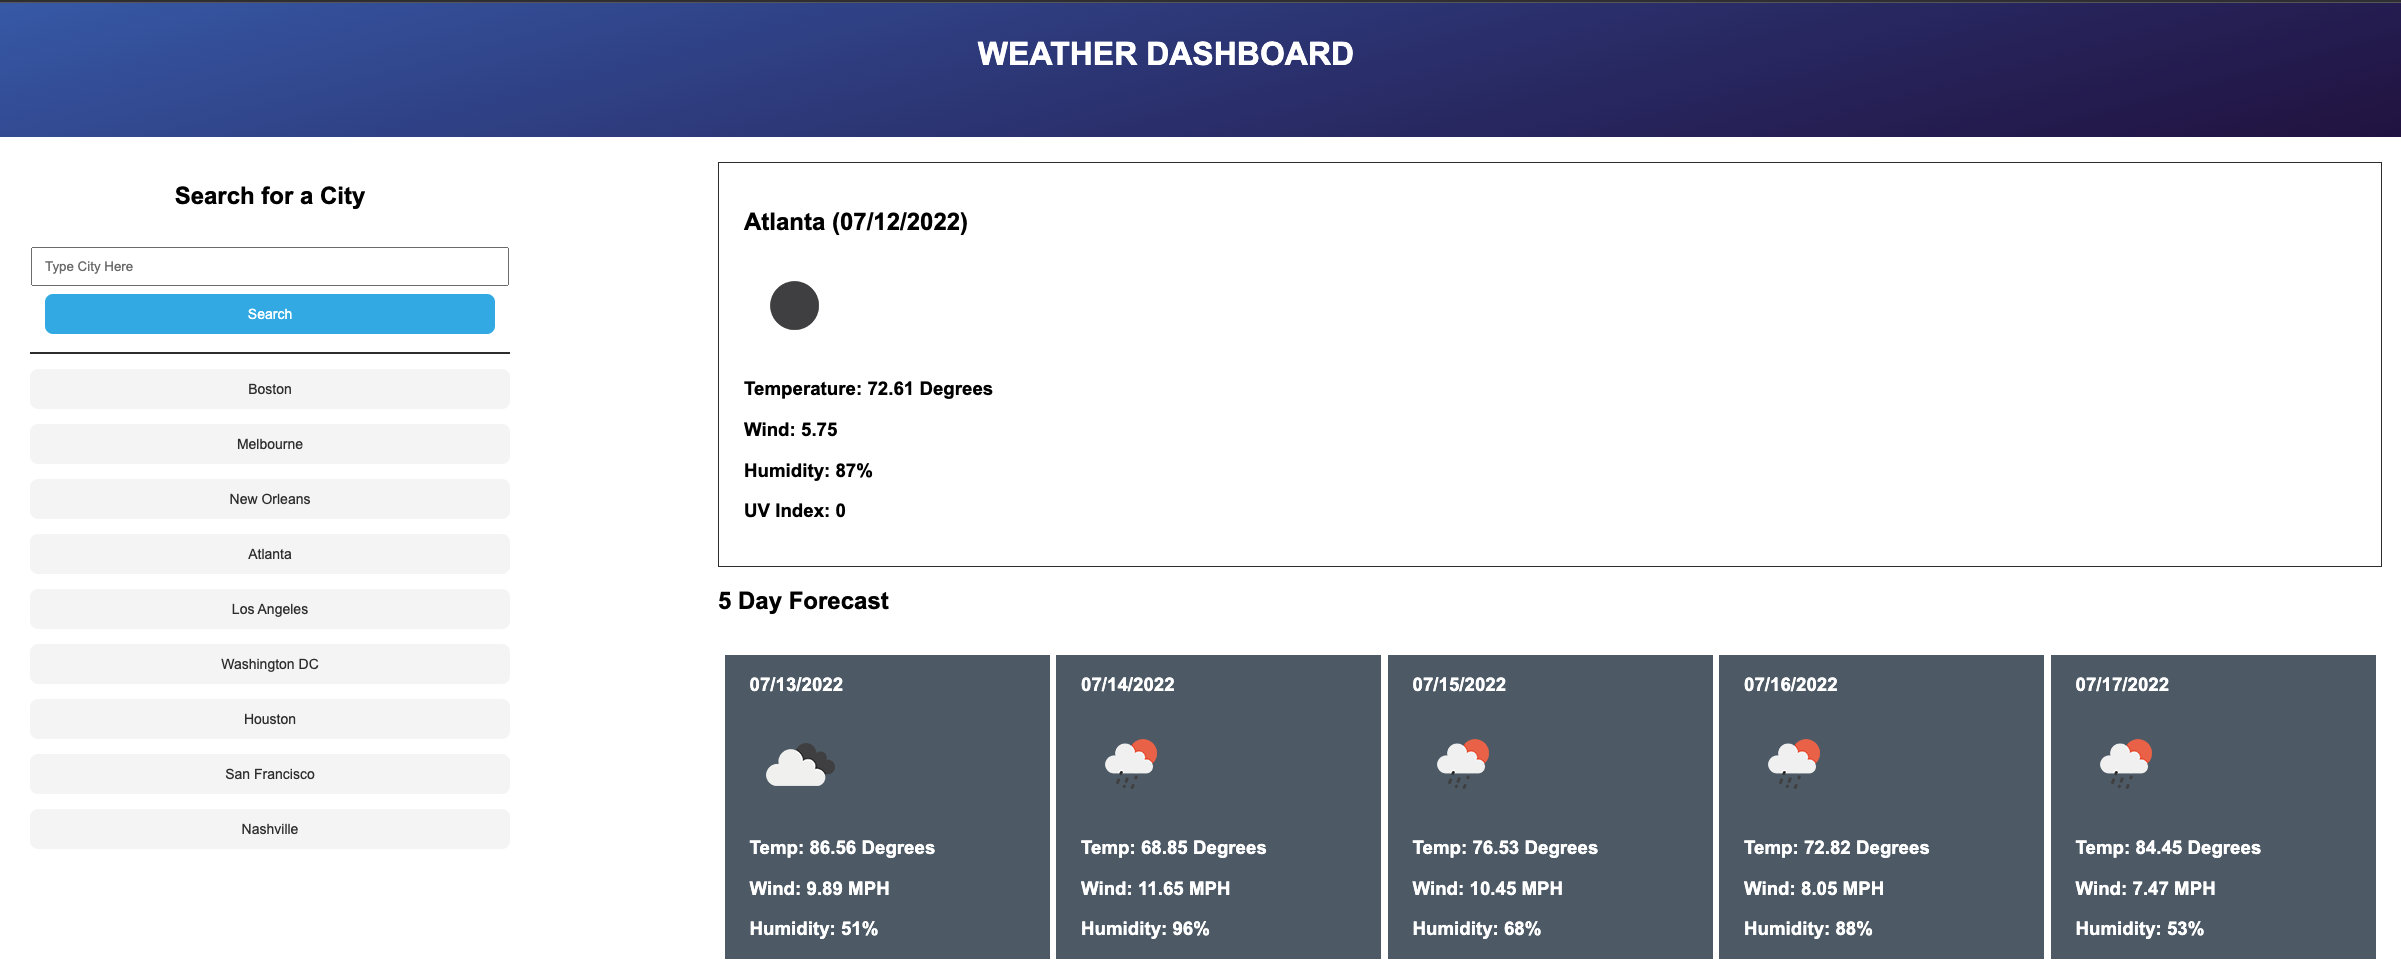 WEATHER DASHBOARD
Search for a City
Type City Here
Search
Boston
Melbourne
New Orleans
Atlanta
Los Angeles
Washington DC
Houston
San Francisco
Nashville
Atlanta (07/12/2022)
Temperature: 72.61 Degrees
Wind: 5.75
Humidity: 87%
UV Index: 0
5 Day Forecast
07/13/2022
Temp: 86.56 Degrees
Wind: 9.89 MPH
Humidity: 51%
07/14/2022
Temp: 68.85 Degrees
Wind: 11.65 MPH
Humidity: 96%
07/15/2022
Temp: 76.53 Degrees
Wind: 10.45 MPH
Humidity: 68%
07/16/2022
Temp: 72.82 Degrees
Wind: 8.05 MPH
Humidity: 88%
07/17/2022
Temp: 84.45 Degrees
Wind: 7.47 MPH
Humidity: 53%